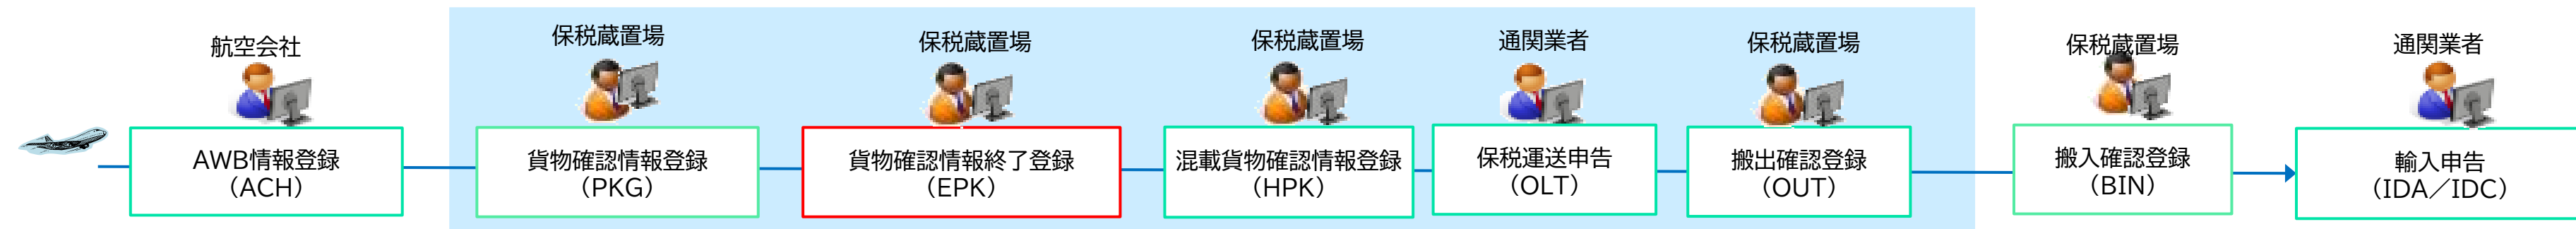 航空会社
AWB情報登録
（ACH）
保税蔵置場
貨物確認情報登録
（PKG）
保税蔵置場
貨物確認情報終了登録
（EPK）
保税蔵置場
混載貨物確認情報登録
（HPK）
通関業者
保税運送申告
（OLT）
保税蔵置場
搬出確認登録
（OUT）
保税蔵置場
搬入確認登録
（BIN）
通関業者
輸入申告
（IDA／IDC）